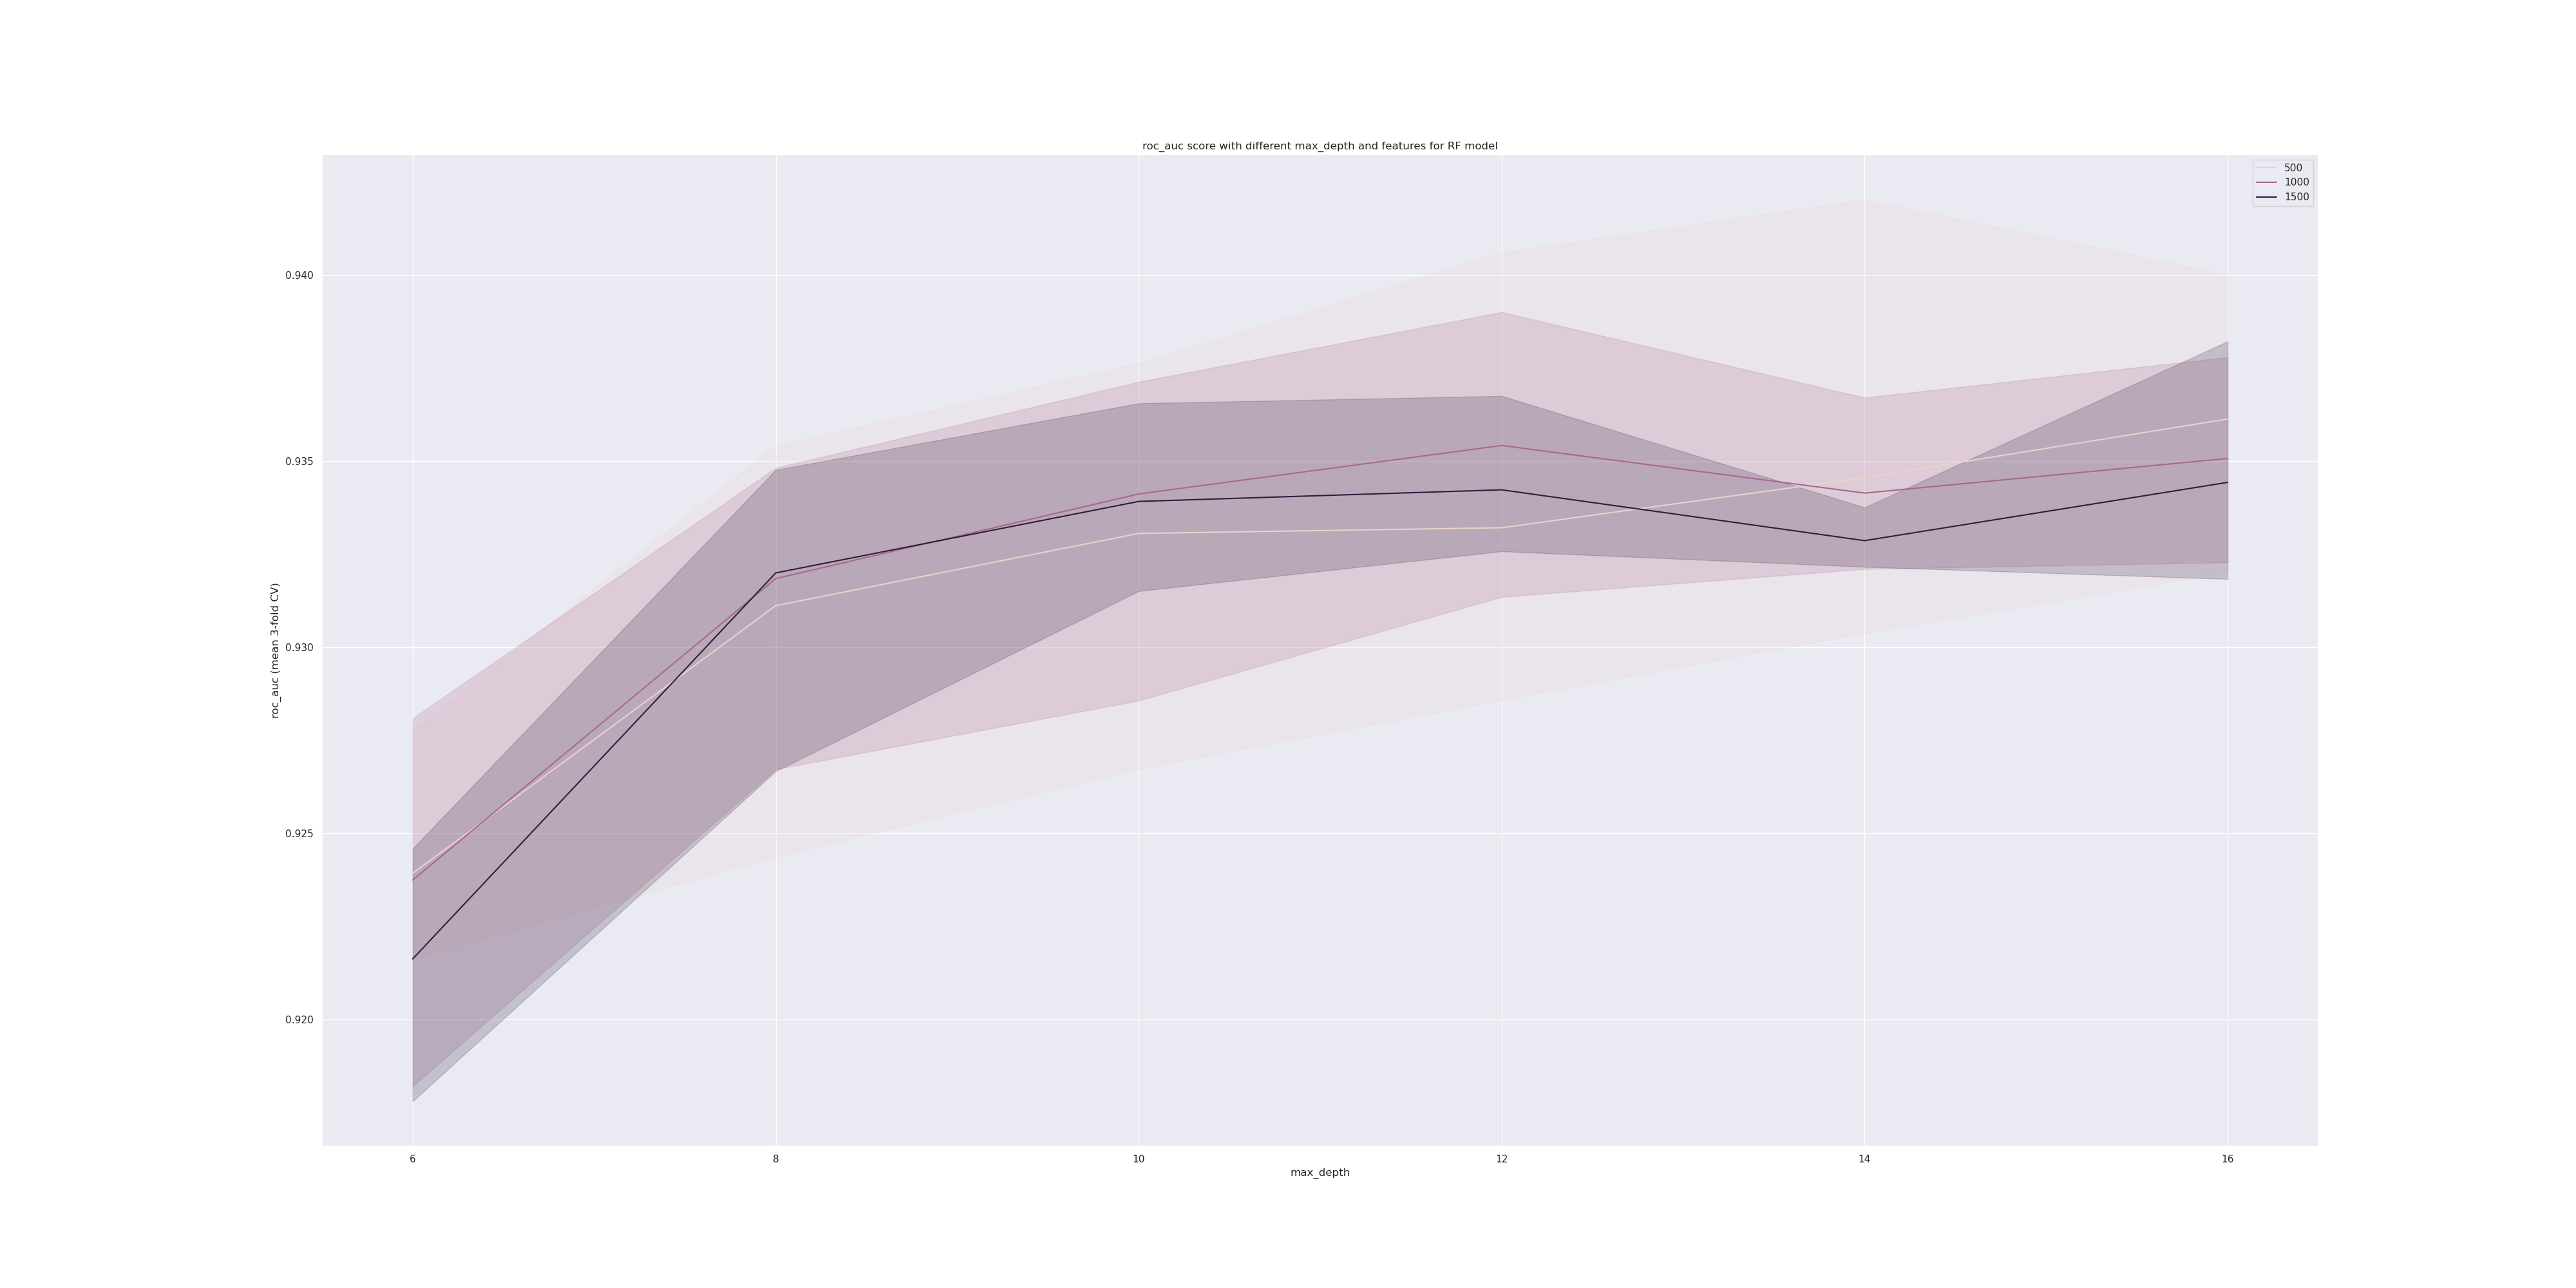 roc_auc score with different max_depth and features for RF model
500
1000
1500
0.940
0.935
0.930
0.925
0.920
roc_auc (mean 3-fold CV)
6 8 10 12 14 16
max_depth